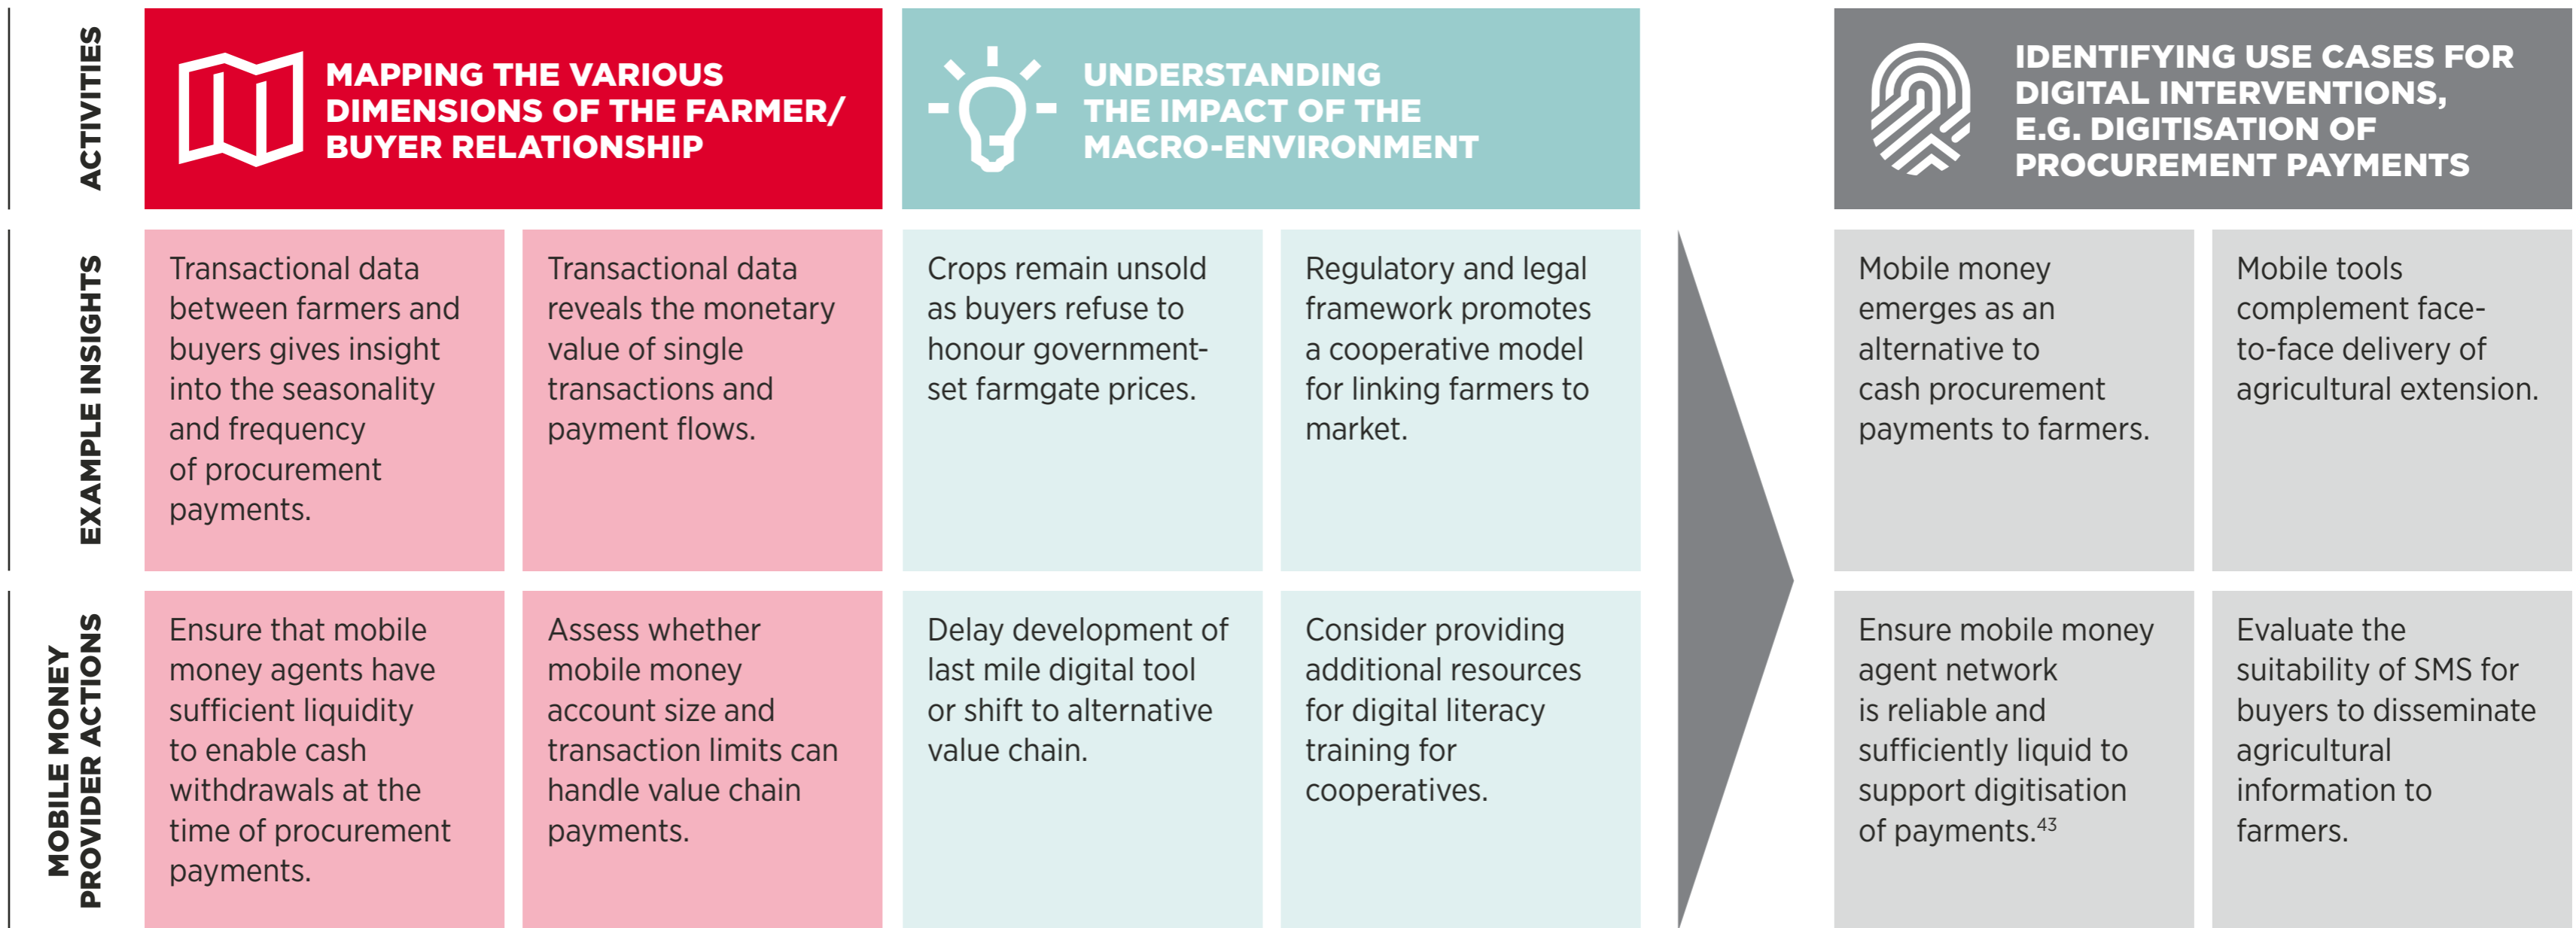 ACTIVITIES
MAPPING THE VARIOUS
DIMENSIONS OF THE FARMER/
BUYER RELATIONSHIP
UNDERSTANDING
THE IMPACT OF THE
MACRO-ENVIRONMENT
IDENTIFYING USE CASES FOR
DIGITAL INTERVENTIONS,
E.G. DIGITISATION OF
PROCUREMENT PAYMENTS
EXAMPLE INSIGHTS
Transactional data
between farmers and
buyers gives insight
into the seasonality
and frequency
of procurement
payments.
Transactional data
reveals the monetary
value of single
transactions and
payment flows.
Crops remain unsold
as buyers refuse to
honour government-
set farmgate prices.
Regulatory and legal
framework promotes
a cooperative model
for linking farmers to
market.
Mobile money
emerges as an
alternative to
cash procurement
payments to farmers.
Mobile tools
complement face-
to-face delivery of
agricultural extension.
MOBILE MONEY
PROVIDER ACTIONS
Ensure that mobile
money agents have
sufficient liquidity
to enable cash
withdrawals at the
time of procurement
payments.
Assess whether
mobile money
account size and
transaction limits can
handle value chain
payments.
Delay development of
last mile digital tool
or shift to alternative
value chain.
Consider providing
additional resources
for digital literacy
training for
cooperatives.
Ensure mobile money
agent network
is reliable and
sufficiently liquid to
support digitisation
of payments.⁴³
Evaluate the
suitability of SMS for
buyers to disseminate
agricultural
information to
farmers.